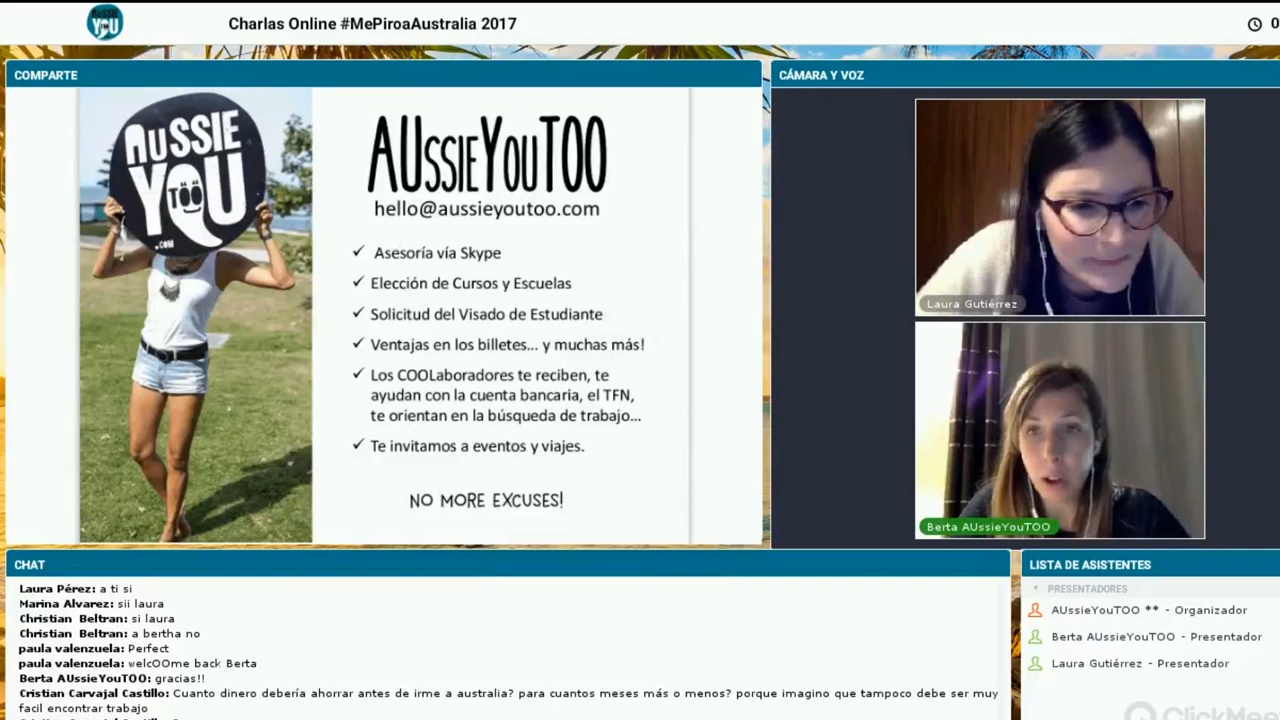 AUSSIE
YOU
Charlas Online #MePiroaAustralia 2017
0
COMPARTE
CÁMARA Y VOZ
AUSSIE
YOU
TOO
.COM
AUSSIEYOUTOO
hello@aussieyoutoo.com
✓ Asesoría vía Skype
✓ Elección de Cursos y Escuelas
✓ Solicitud del Visado de Estudiante
✓ Ventajas en los billetes... y muchas más!
✓ Los COOLaboradores te reciben, te
ayudan con la cuenta bancaria, el TFN,
te orientan en la búsqueda de trabajo...
✓ Te invitamos a eventos y viajes.
NO MORE EXCUSES!
Laura Gutiérrez
Berta AUssieYouTOO
CHAT
Laura Pérez: a ti si
Marina Alvarez: sii laura
Christian Beltran: si laura
Christian Beltran: a bertha no
paula valenzuela: Perfect
paula valenzuela: welcOOme back Berta
Berta AUssieYouTOO: gracias!!
Cristian Carvajal Castillo: Cuanto dinero debería ahorrar antes de irme a australia? para cuantos meses más o menos? porque imagino que tampoco debe ser muy
facil encontrar trabajo
LISTA DE ASISTENTES
PRESENTADORES
AUssieYouTOO ** - Organizador
Berta AUssieYouTOO - Presentador
Laura Gutiérrez - Presentador
ClickMee